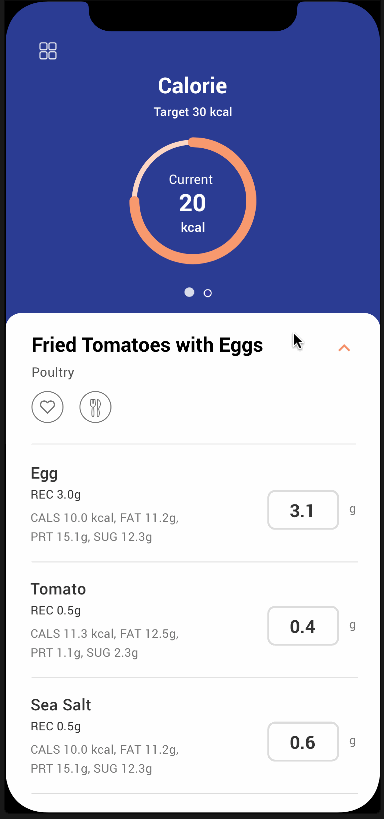 Calorie
Target 30 kcal
Current
20
kcal
Fried Tomatoes with Eggs
Poultry
Egg
REC 3.0g
CALS 10.0 kcal, FAT 11.2g,
PRT 15.1g, SUG 12.3g
3.1 g
Tomato
REC 0.5g
CALS 11.3 kcal, FAT 12.5g,
PRT 1.1g, SUG 2.3g
0.4 g
Sea Salt
REC 0.5g
CALS 10.0 kcal, FAT 11.2g,
PRT 15.1g, SUG 12.3g
0.6 g